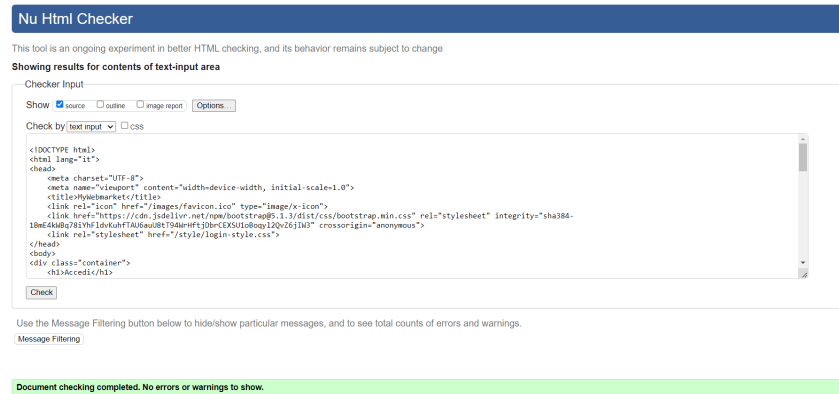 Nu Html Checker
This tool is an ongoing experiment in better HTML checking, and its behavior remains subject to change
Showing results for contents of text-input area
Checker Input
Show source outline image report Options...
Check by text input css
<!DOCTYPE html>
<html lang="it">
<head>
<meta charset="UTF-8">
<meta name="viewport" content="width=device-width, initial-scale=1.0">
<title>MyWebmarket</title>
<link rel="icon" href="/images/favicon.ico" type="image/x-icon">
<link href="https://cdn.jsdelivr.net/npm/bootstrap@5.1.3/dist/css/bootstrap.min.css" rel="stylesheet" integrity="sha384-
1BmE4kWBq78iYhFldvKuhfTAU6auU8tT94WrHftjDbrCEXSU1oBoqyl2QvZ6jIW3" crossorigin="anonymous">
<link rel="stylesheet" href="/style/login-style.css">
</head>
<body>
<div class="container">
<h1>Accedi</h1>
Check
Use the Message Filtering button below to hide/show particular messages, and to see total counts of errors and warnings.
Message Filtering
Document checking completed. No errors or warnings to show.